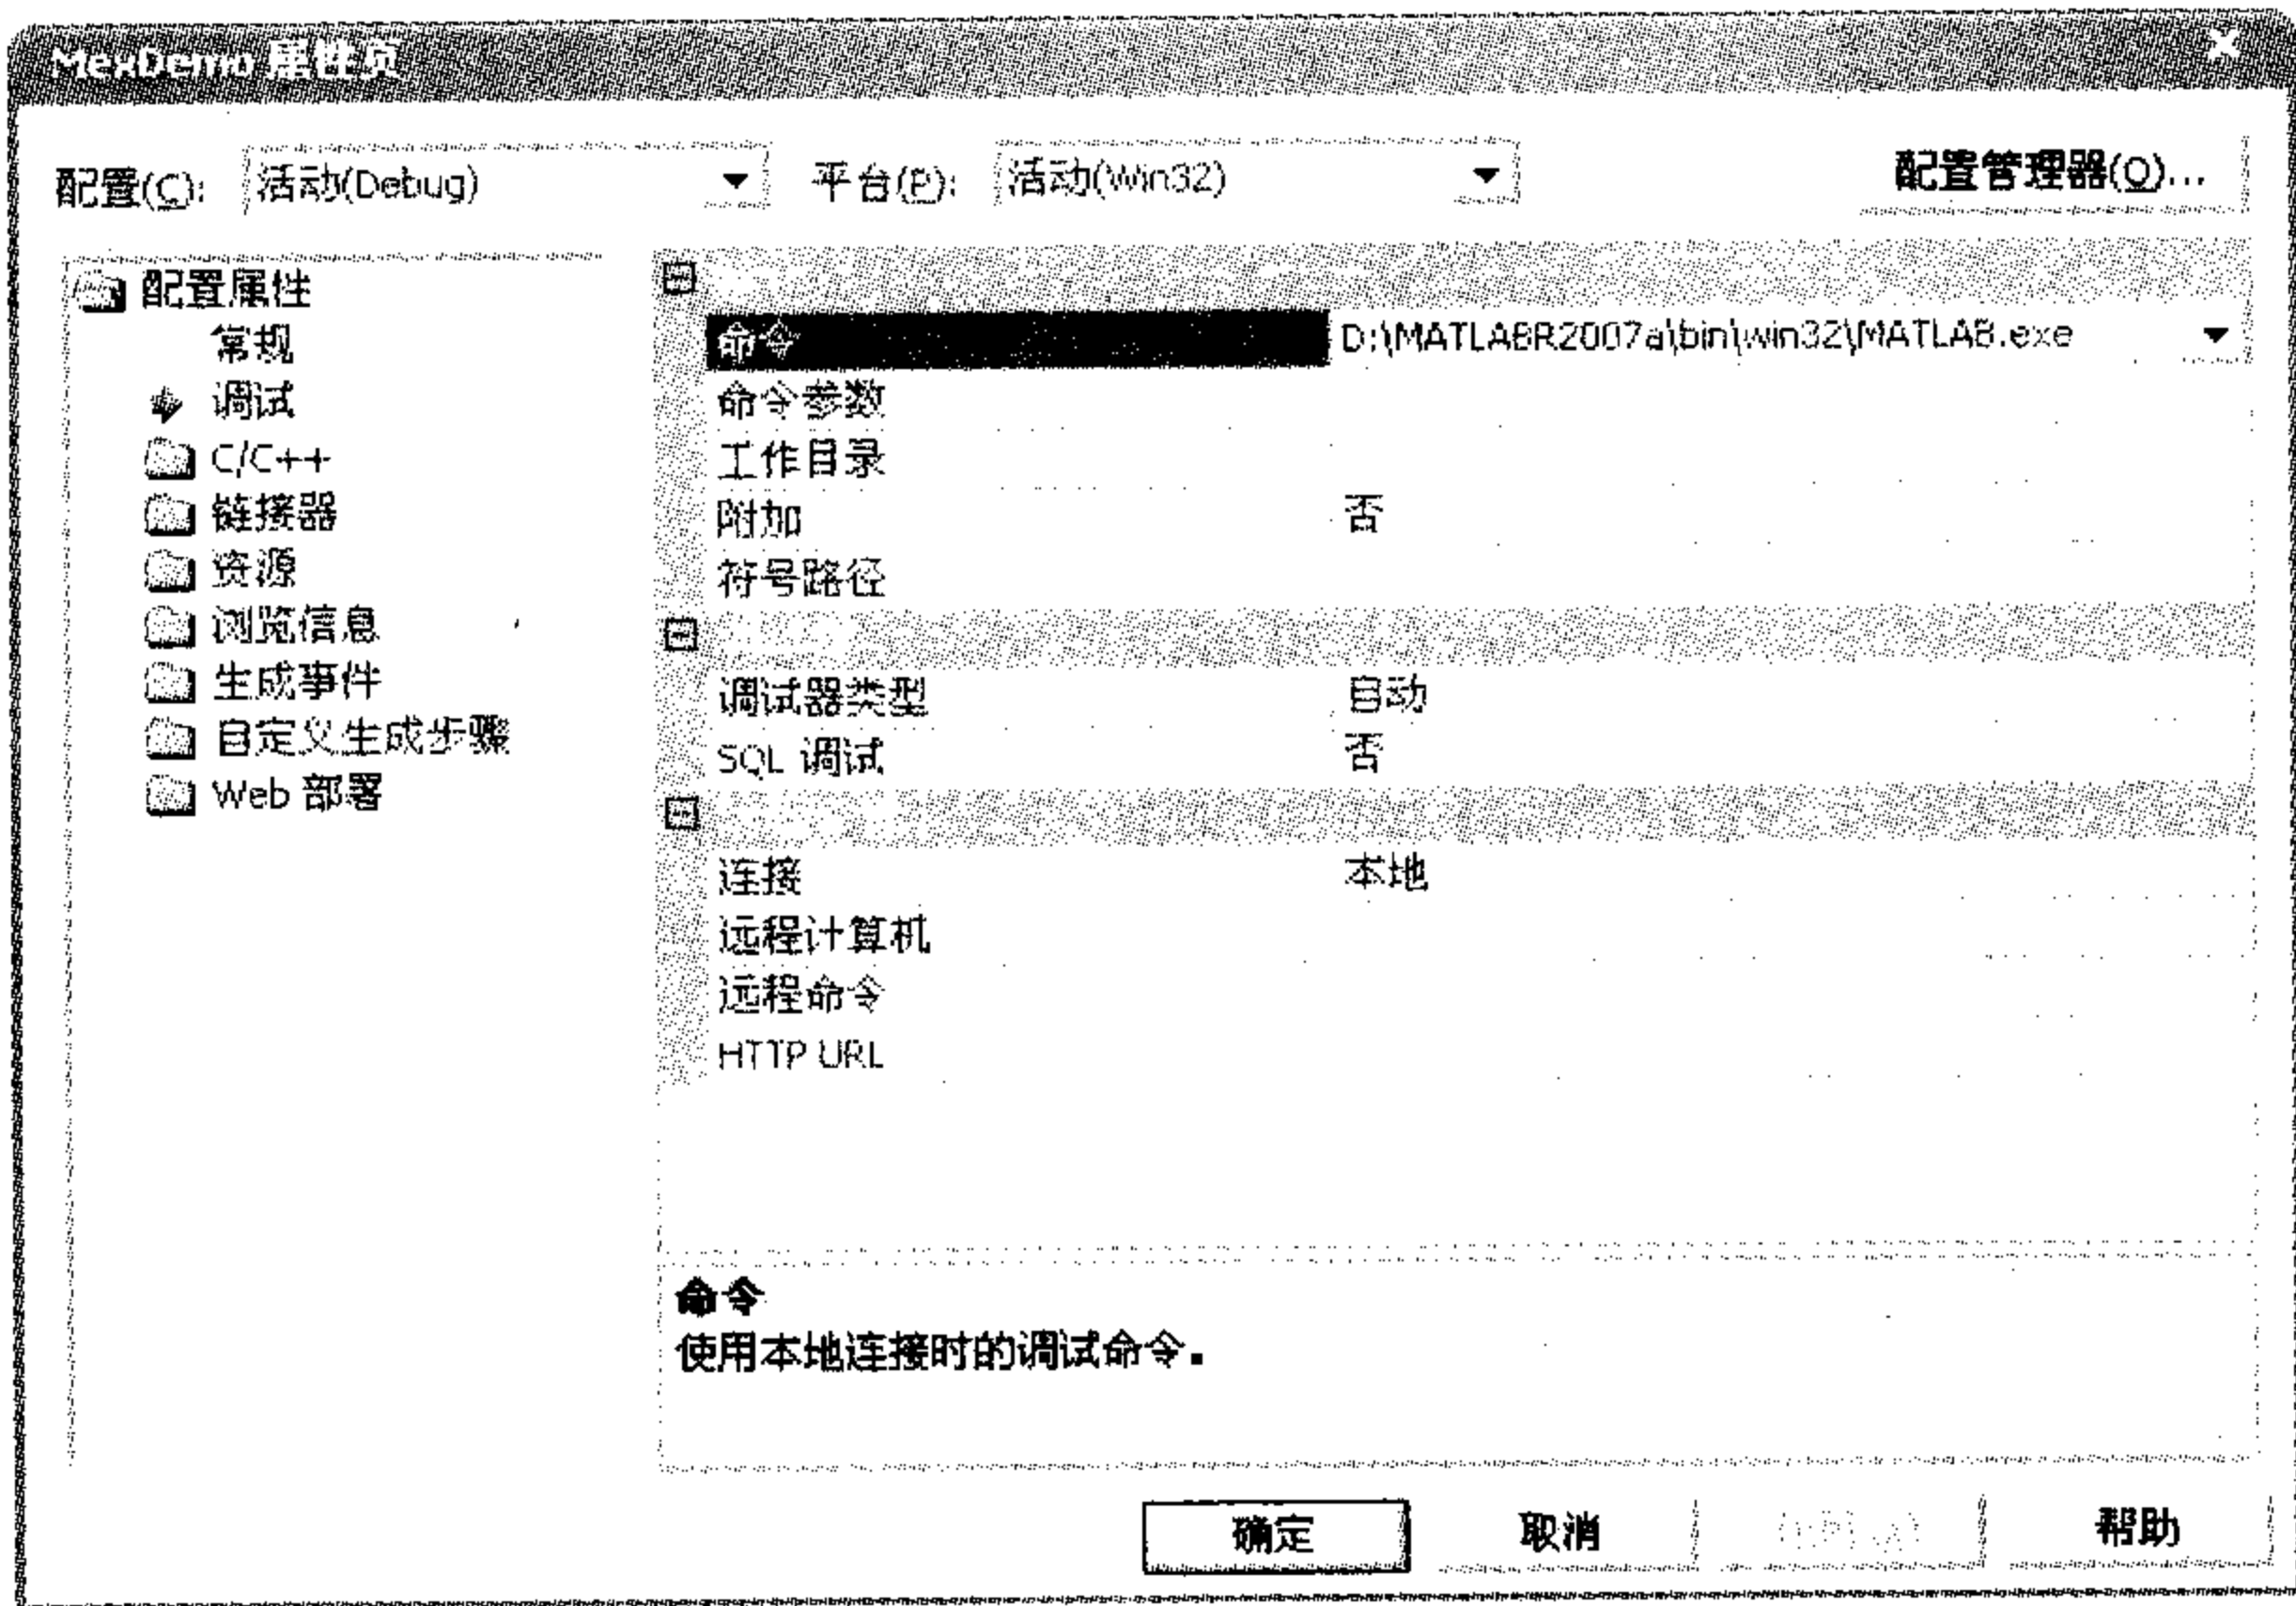 MexDemo 属性页
配置(C): 活动(Debug) 平台(P): 活动(Win32) 配置管理器(O)...
配置属性
常规
调试
C/C++
链接器
资源
浏览信息
生成事件
自定义生成步骤
Web 部署
命令 D:\MATLABR2007a\bin\win32\MATLAB.exe
命令参数
工作目录
附加 否
符号路径
调试器类型 自动
SQL 调试 否
连接 本地
远程计算机
远程命令
HTTP URL
命令
使用本地连接时的调试命令。
确定 取消 帮助